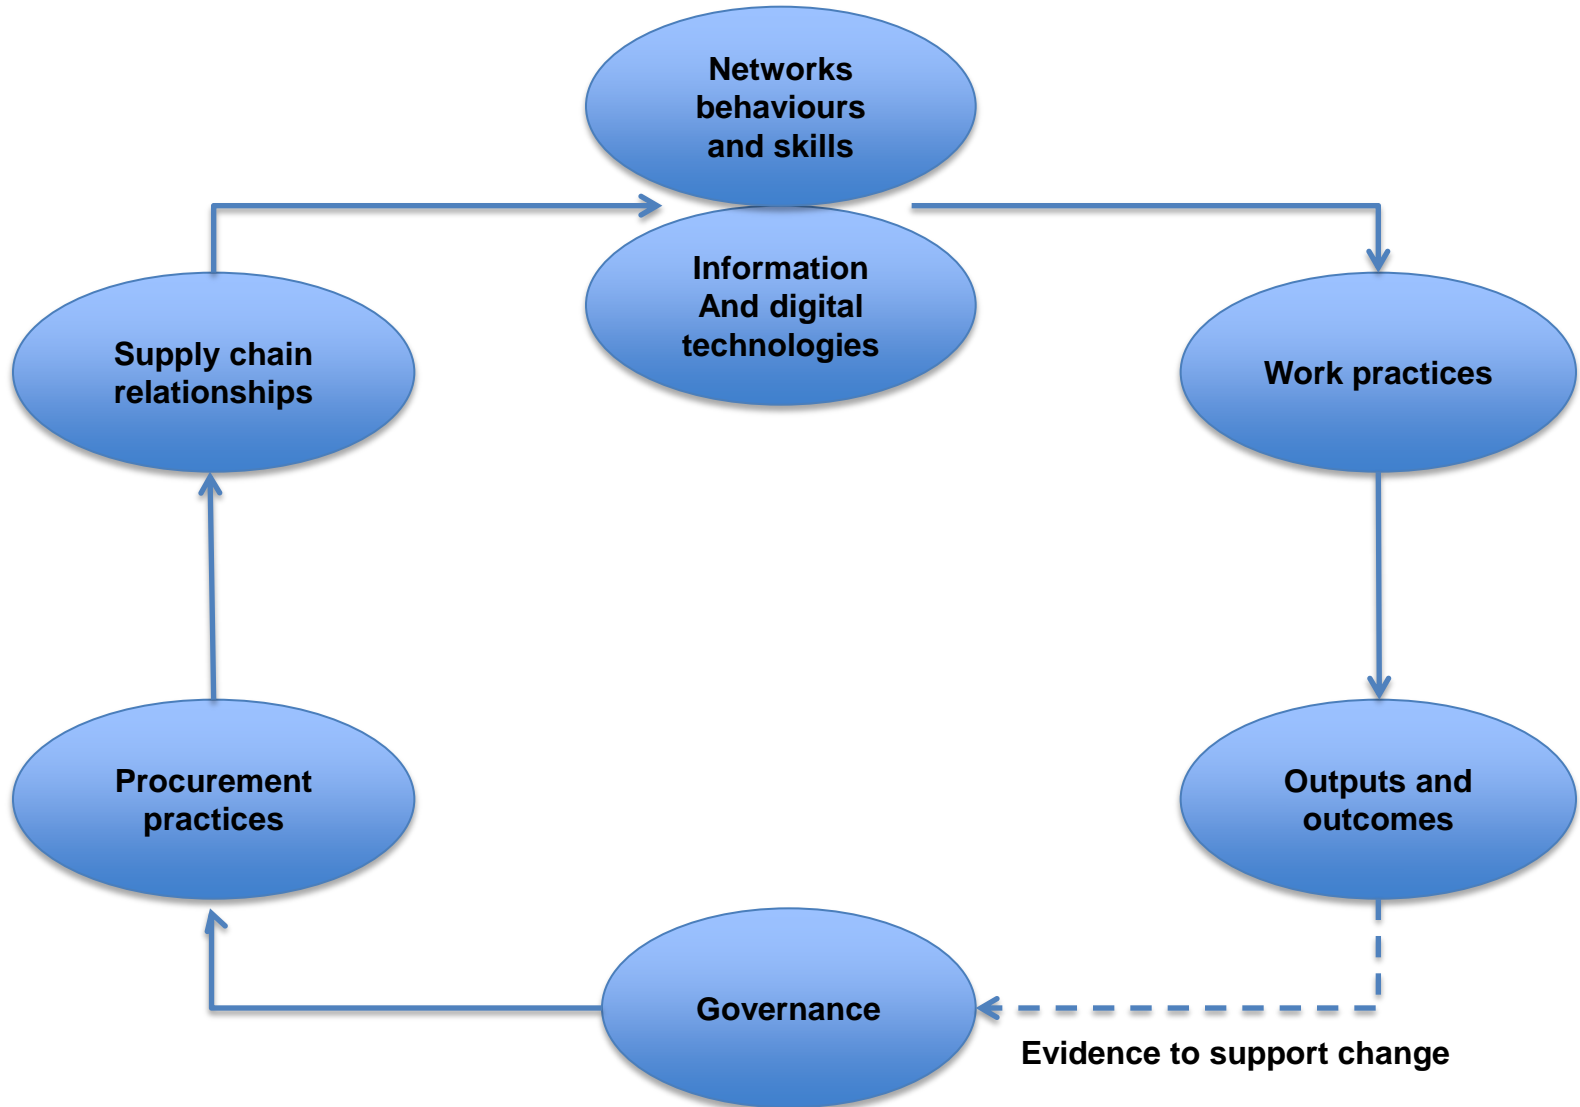 Networks
behaviours
and skills
Information
And digital
technologies
Supply chain
relationships
Work practices
Procurement
practices
Outputs and
outcomes
Governance
Evidence to support change